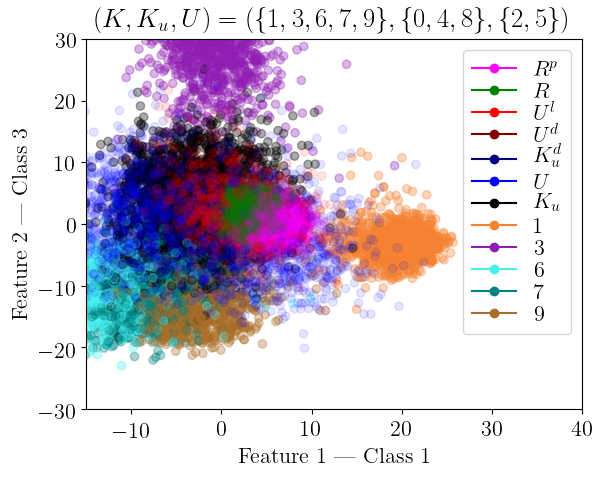 (K, K_u, U) = ({1, 3, 6, 7, 9}, {0, 4, 8}, {2, 5})
30
20
10
0
−10
−20
−30
−10
0
10
20
30
40
Feature 2 — Class 3
Feature 1 — Class 1
R^p
R
U^l
U^d
K_u^d
U
K_u
1
3
6
7
9